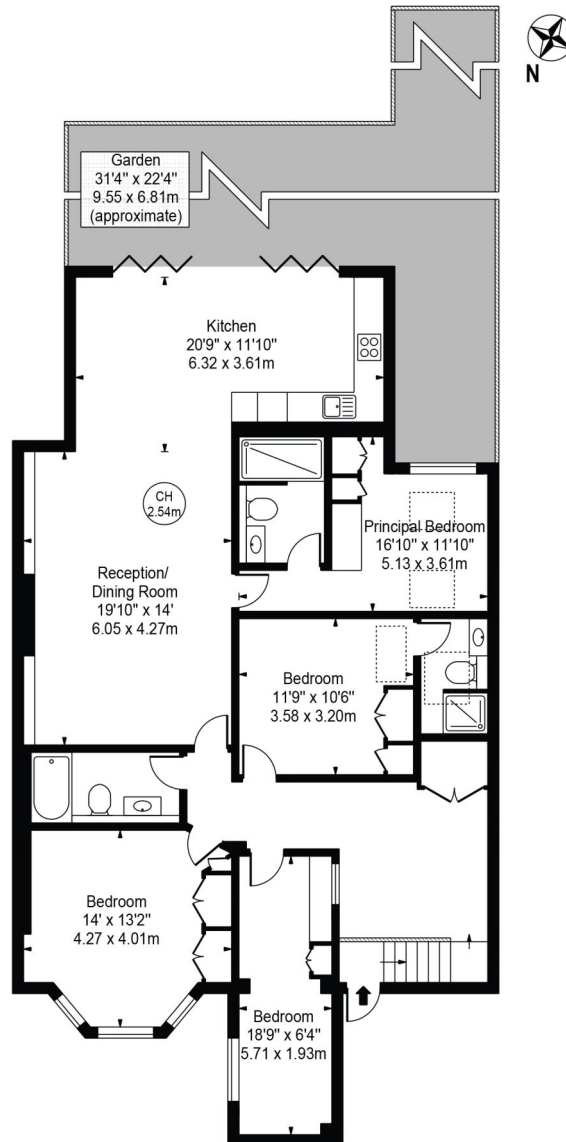 N
Garden
31'4" x 22'4"
9.55 x 6.81m
(approximate)
Kitchen
20'9" x 11'10"
6.32 x 3.61m
CH
2.54m
Principal Bedroom
16'10" x 11'10"
5.13 x 3.61m
Reception/
Dining Room
19'10" x 14'
6.05 x 4.27m
Bedroom
11'9" x 10'6"
3.58 x 3.20m
Bedroom
14' x 13'2"
4.27 x 4.01m
Bedroom
18'9" x 6'4"
5.71 x 1.93m